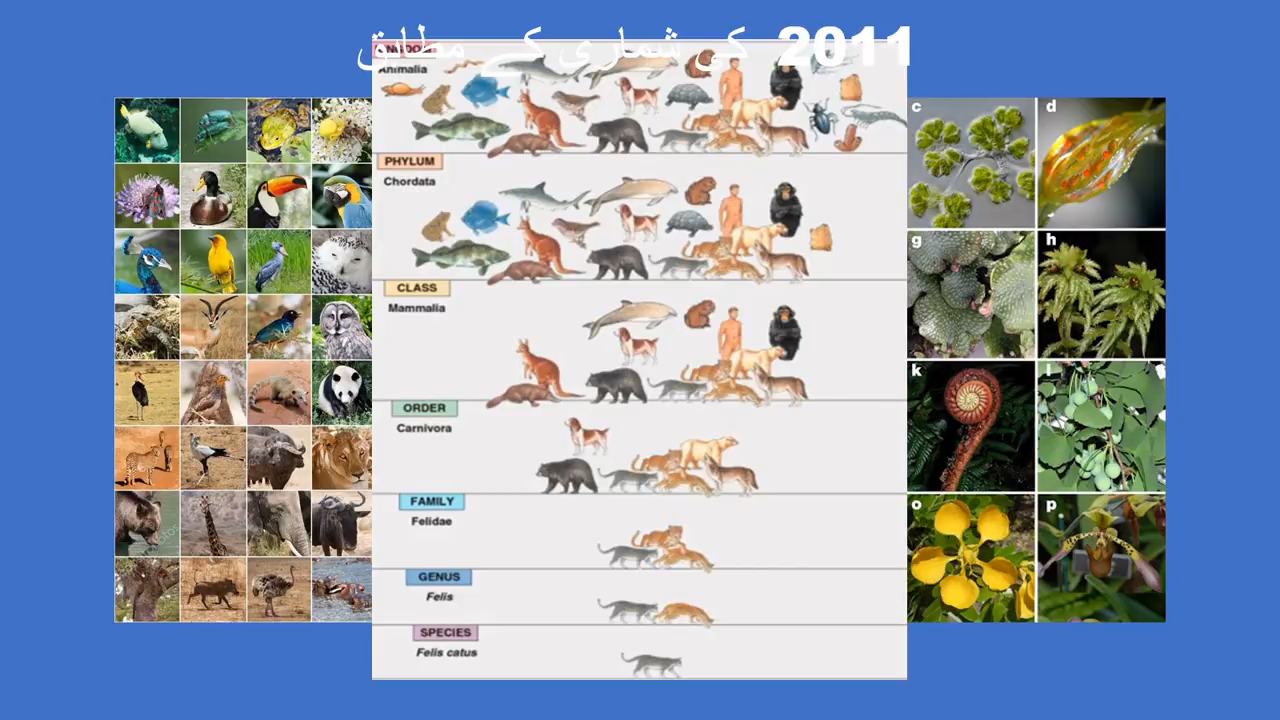 2011 کی شماری کے مطابق
KINGDOM
Animalia
PHYLUM
Chordata
CLASS
Mammalia
ORDER
Carnivora
FAMILY
Felidae
GENUS
Felis
SPECIES
Felis catus
c
d
g
h
k
l
o
p